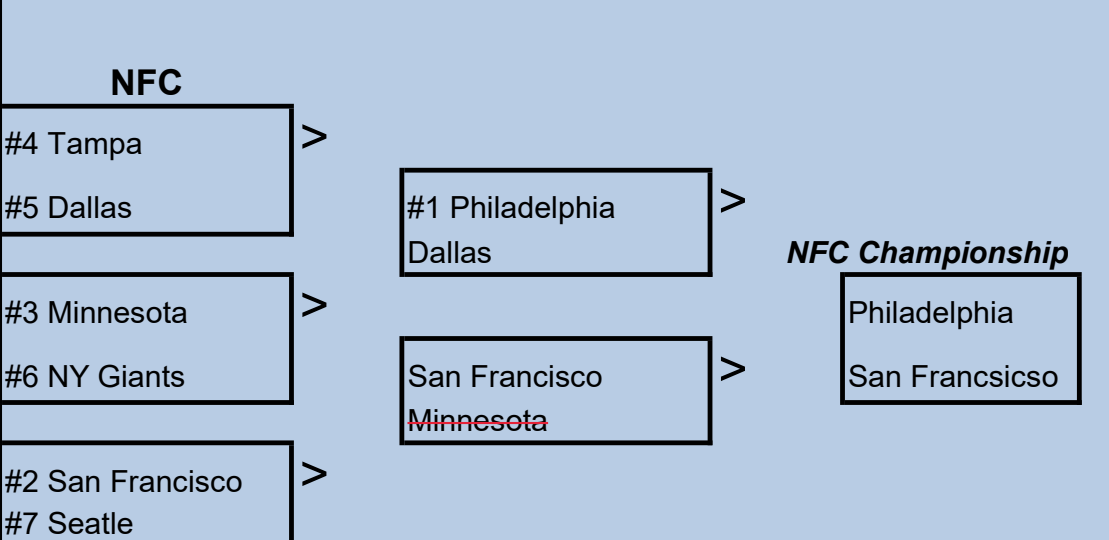 NFC
#4 Tampa
>
#5 Dallas
#3 Minnesota
>
#6 NY Giants
#2 San Francisco
>
#7 Seatle
#1 Philadelphia
>
Dallas
San Francisco
>
Minnesota
NFC Championship
Philadelphia
San Francsicso